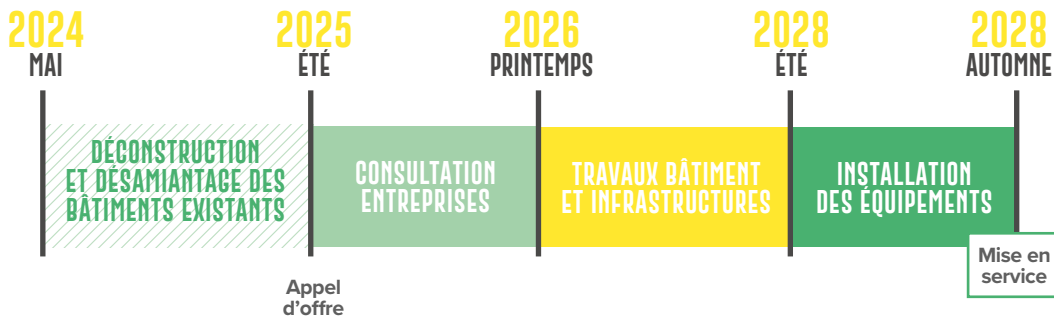 2024
MAI
2025
ÉTÉ
2026
PRINTEMPS
2028
ÉTÉ
2028
AUTOMNE
DÉCONSTRUCTION
ET DÉSAMIANTAGE DES
BÂTIMENTS EXISTANTS
CONSULTATION
ENTREPRISES
TRAVAUX BÂTIMENT
ET INFRASTRUCTURES
INSTALLATION
DES ÉQUIPEMENTS
Appel
d'offre
Mise en
service